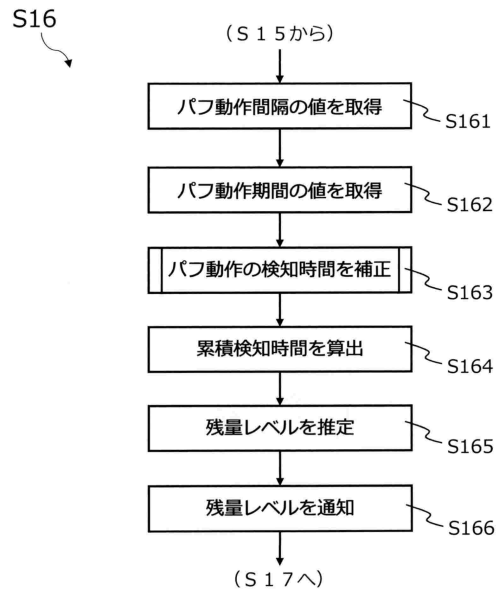 S16
(S15から)
パフ動作間隔の値を取得
S161
パフ動作期間の値を取得
S162
パフ動作の検知時間を補正
S163
累積検知時間を算出
S164
残量レベルを推定
S165
残量レベルを通知
S166
(S17へ)